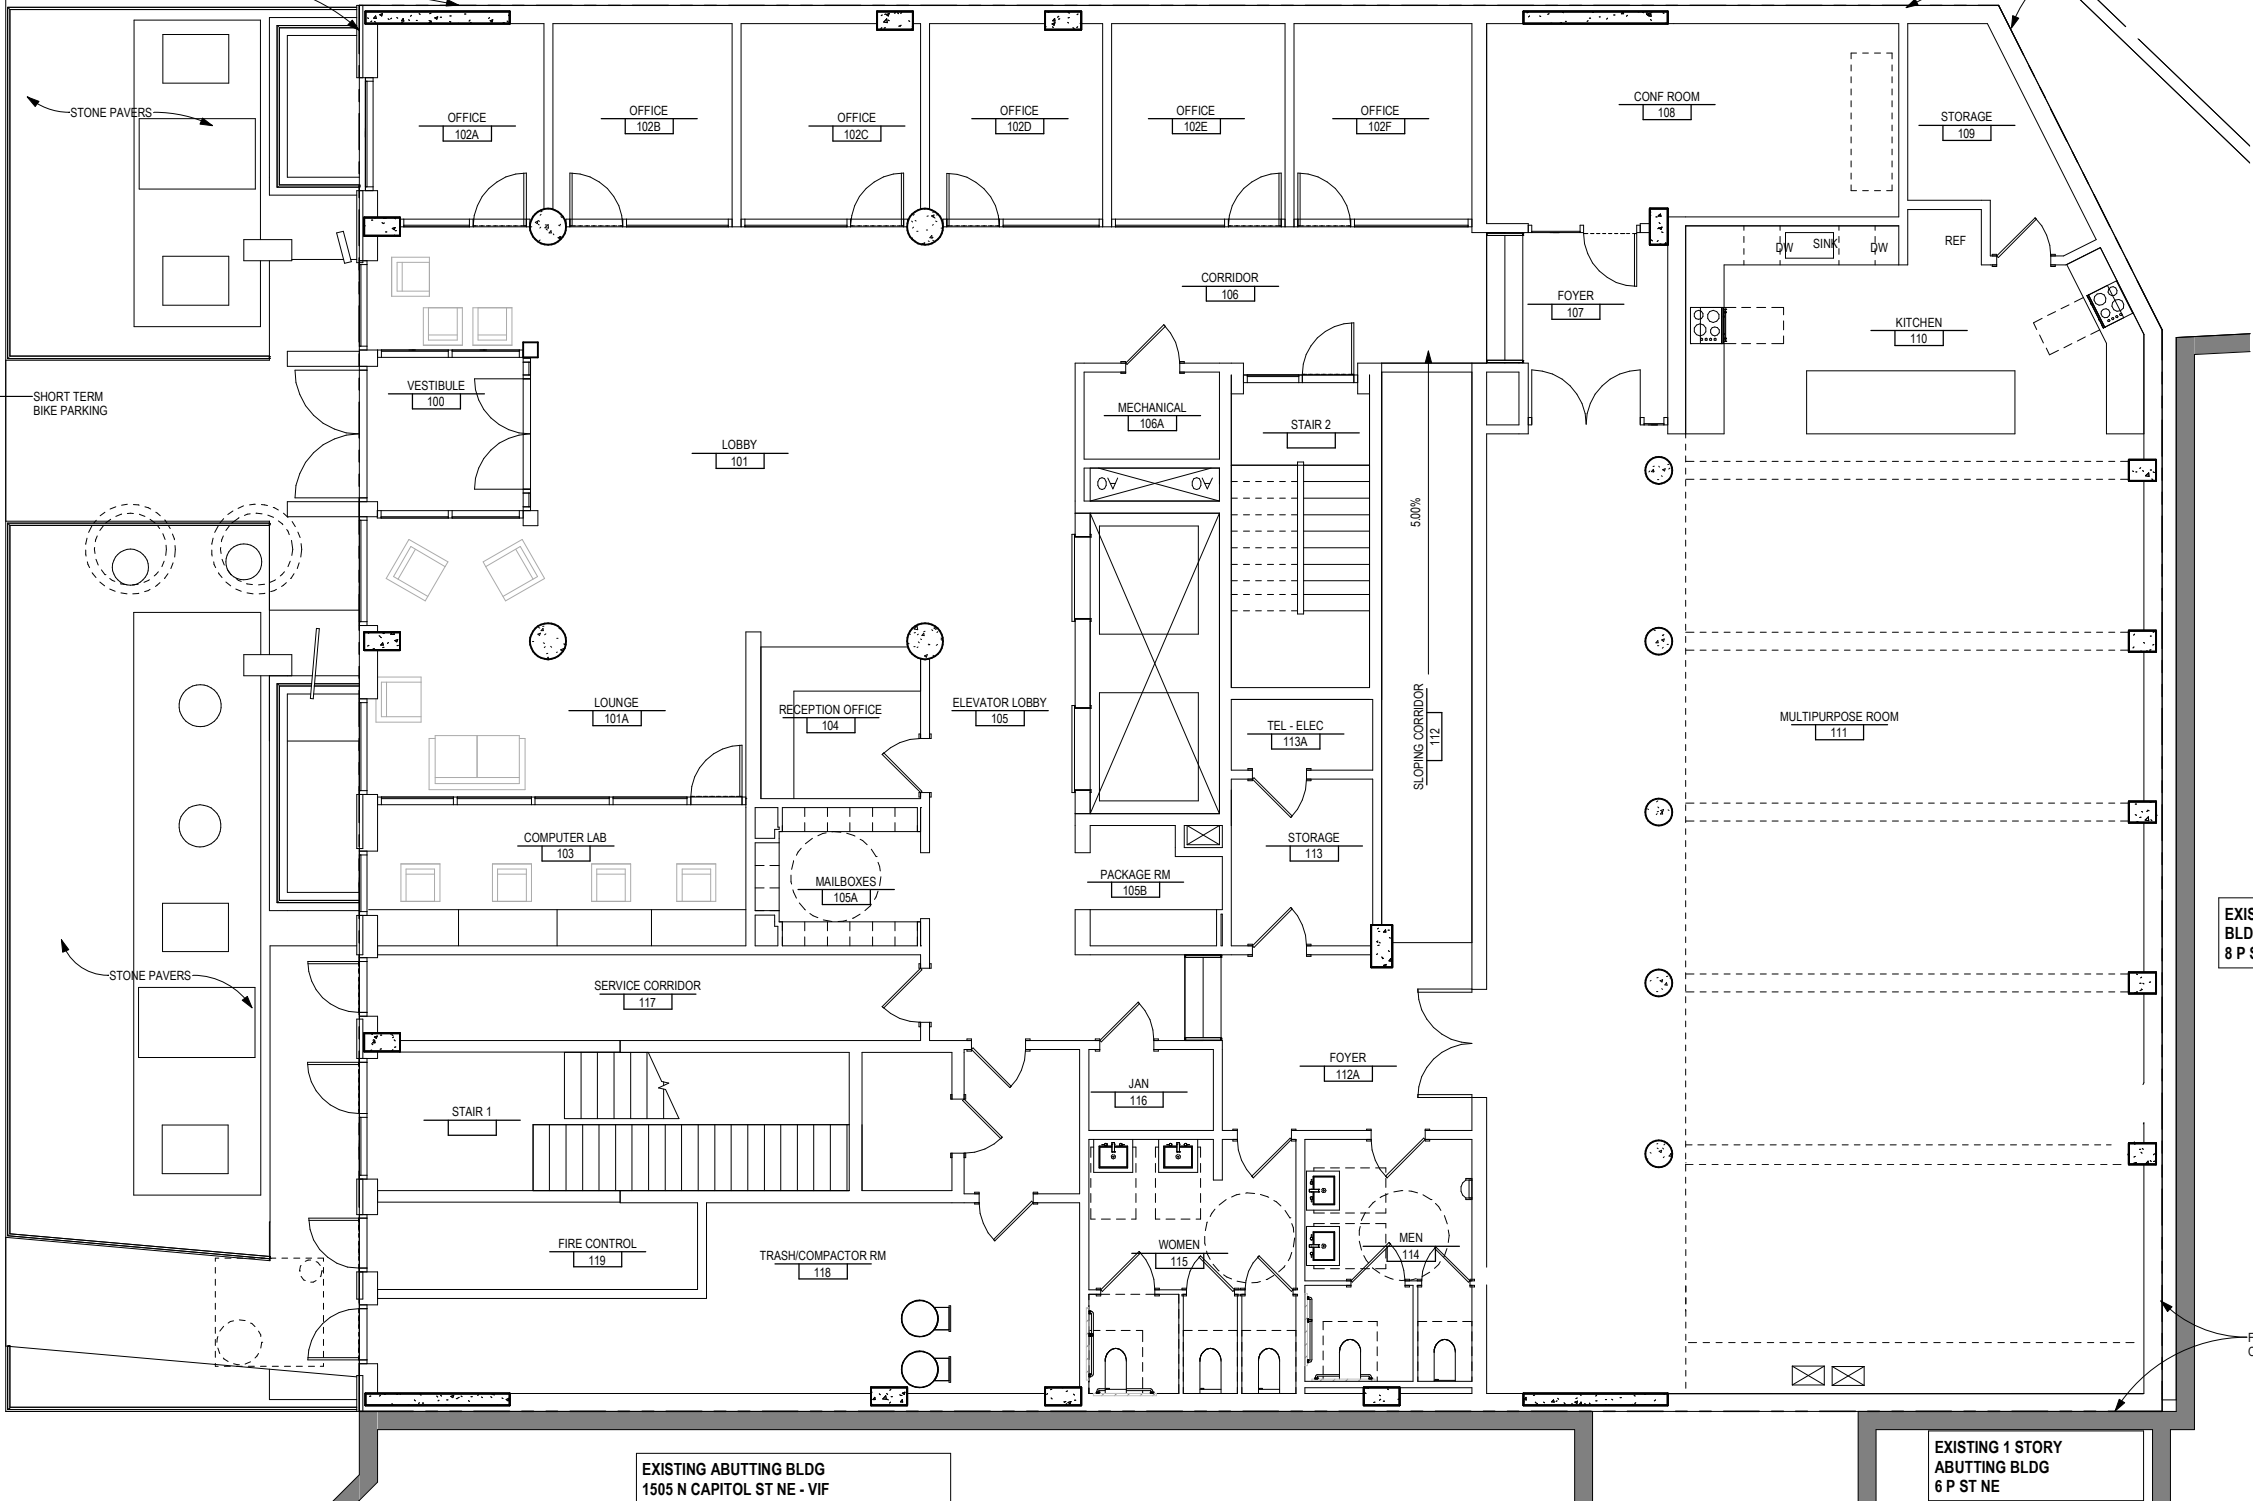 STONE PAVERS
OFFICE
102A
OFFICE
102B
OFFICE
102C
OFFICE
102D
OFFICE
102E
OFFICE
102F
CONF ROOM
108
STORAGE
109
CORRIDOR
106
FOYER
107
DW
SINK
DW
REF
KITCHEN
110
SHORT TERM
BIKE PARKING
VESTIBULE
100
LOBBY
101
MECHANICAL
106A
STAIR 2
AO
AO
5.00%
SLOPING CORRIDOR
112
LOUNGE
101A
RECEPTION OFFICE
104
ELEVATOR LOBBY
105
TEL - ELEC
113A
MULTIPURPOSE ROOM
111
COMPUTER LAB
103
MAILBOXES
105A
PACKAGE RM
105B
STORAGE
113
STONE PAVERS
SERVICE CORRIDOR
117
STAIR 1
JAN
116
FOYER
112A
FIRE CONTROL
119
TRASH/COMPACTOR RM
118
WOMEN
115
MEN
114
8 P
EXISTING ABUTTING BLDG
1505 N CAPITOL ST NE - VIF
EXISTING 1 STORY
ABUTTING BLDG
6 P ST NE